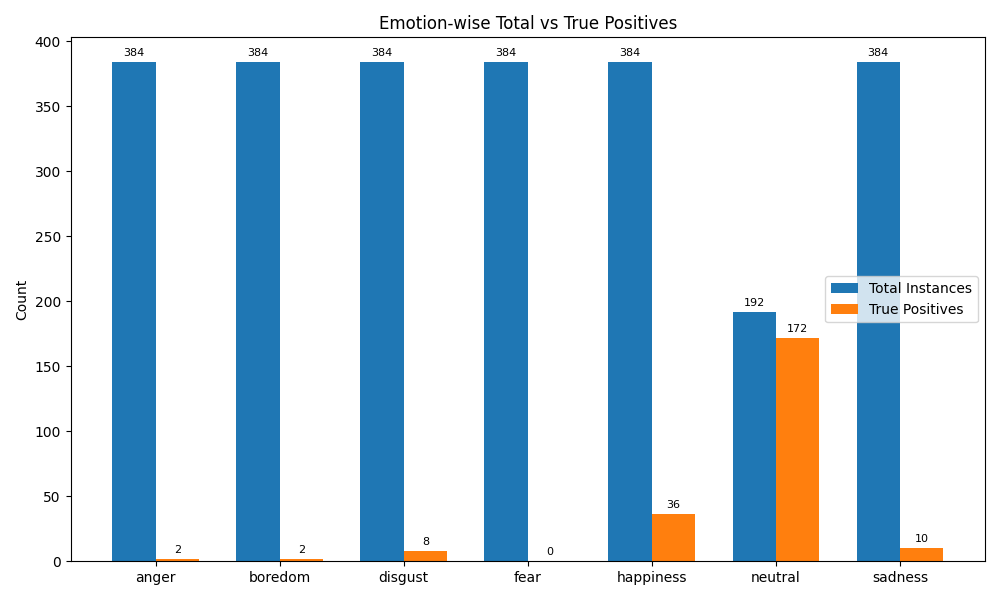 Emotion-wise Total vs True Positives
400
384 384 384 384 384 384
350
300
Total Instances
250
True Positives
Count
200
192
172
150
100
50
36
2 2 8 0 10
0
anger boredom disgust fear happiness neutral sadness